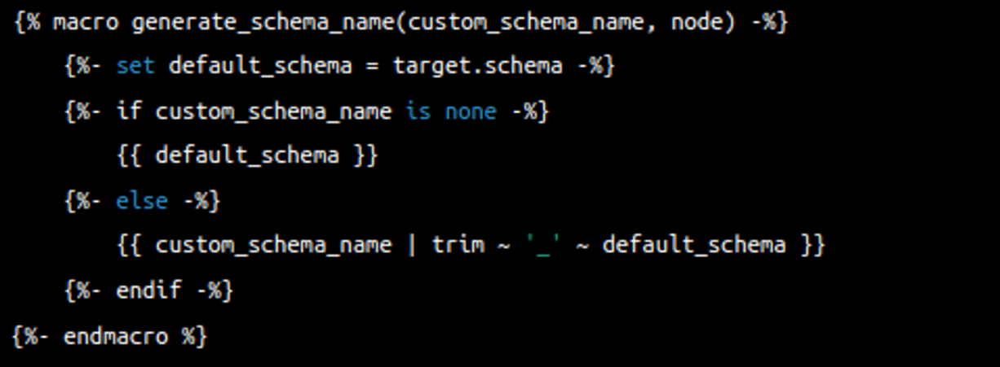 {% macro generate_schema_name(custom_schema_name, node) -%}
    {%- set default_schema = target.schema -%}
    {%- if custom_schema_name is none -%}
        {{ default_schema }}
    {%- else -%}
        {{ custom_schema_name | trim ~ '_' ~ default_schema }}
    {%- endif -%}
{%- endmacro %}